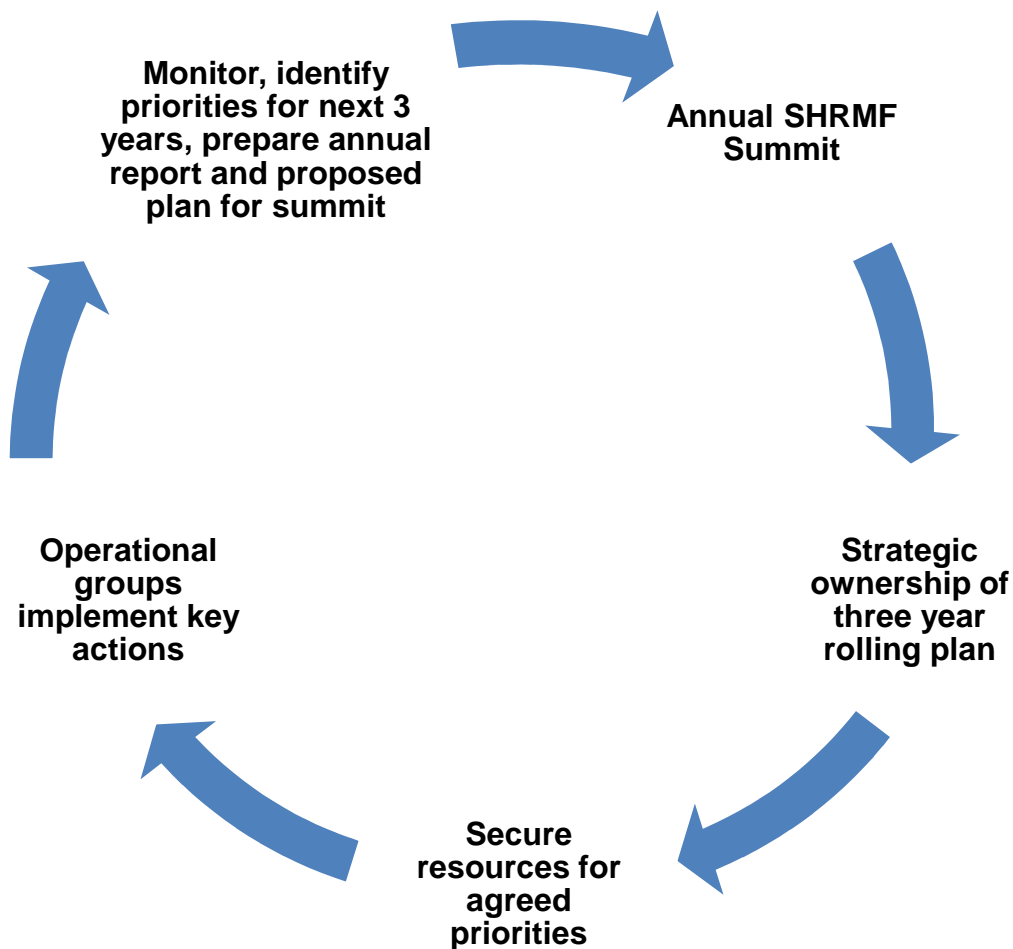 Monitor, identify
priorities for next 3
years, prepare annual
report and proposed
plan for summit
Annual SHRMF
Summit
Strategic
ownership of
three year
rolling plan
Secure
resources for
agreed
priorities
Operational
groups
implement key
actions